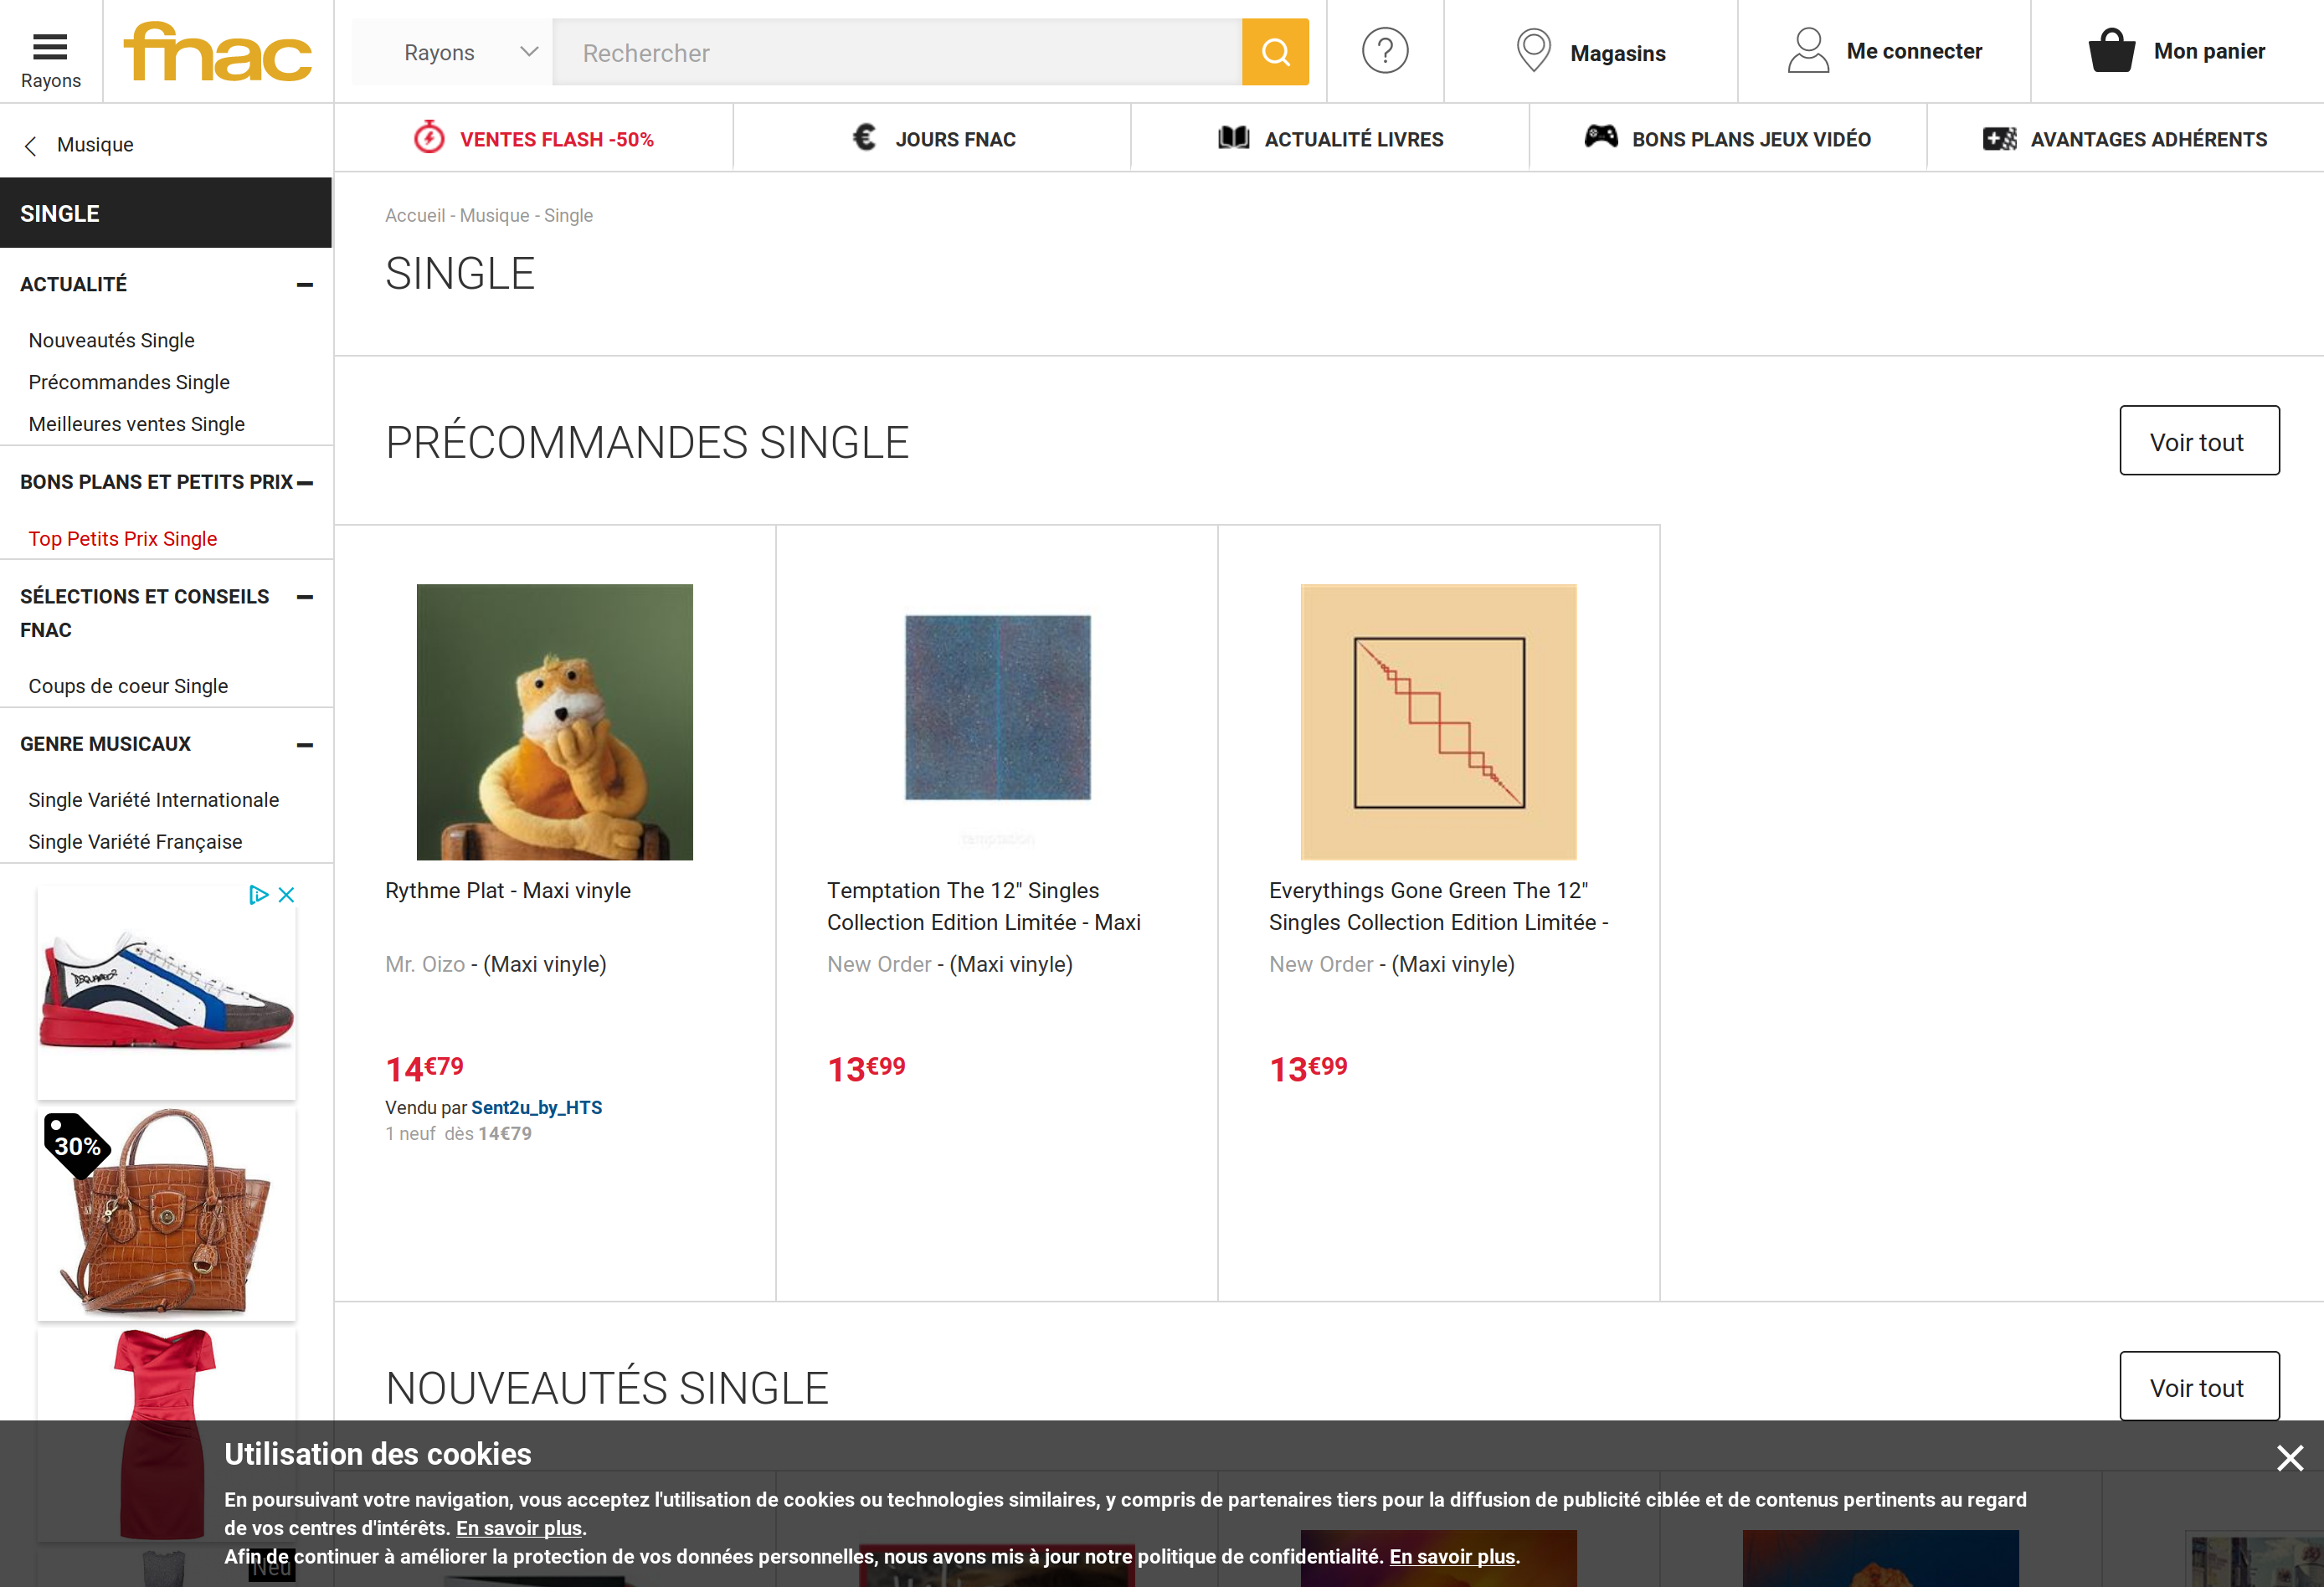 Rayons
fnac
Rayons
Rechercher
?
Magasins
Me connecter
Mon panier
Musique
VENTES FLASH -50%
JOURS FNAC
ACTUALITÉ LIVRES
BONS PLANS JEUX VIDÉO
AVANTAGES ADHÉRENTS
SINGLE
ACTUALITÉ
Nouveautés Single
Précommandes Single
Meilleures ventes Single
BONS PLANS ET PETITS PRIX
Top Petits Prix Single
SÉLECTIONS ET CONSEILS
FNAC
Coups de coeur Single
GENRE MUSICAUX
Single Variété Internationale
Single Variété Française
30%
Neu
Accueil - Musique - Single
SINGLE
PRÉCOMMANDES SINGLE
Voir tout
temptation
Rythme Plat - Maxi vinyle
Mr. Oizo - (Maxi vinyle)
14€79
Vendu par Sent2u_by_HTS
1 neuf dès 14€79
Temptation The 12" Singles
Collection Edition Limitée - Maxi
New Order - (Maxi vinyle)
13€99
Everythings Gone Green The 12"
Singles Collection Edition Limitée -
New Order - (Maxi vinyle)
13€99
NOUVEAUTÉS SINGLE
Voir tout
Utilisation des cookies
En poursuivant votre navigation, vous acceptez l'utilisation de cookies ou technologies similaires, y compris de partenaires tiers pour la diffusion de publicité ciblée et de contenus pertinents au regard
de vos centres d'intérêts. En savoir plus.
Afin de continuer à améliorer la protection de vos données personnelles, nous avons mis à jour notre politique de confidentialité. En savoir plus.